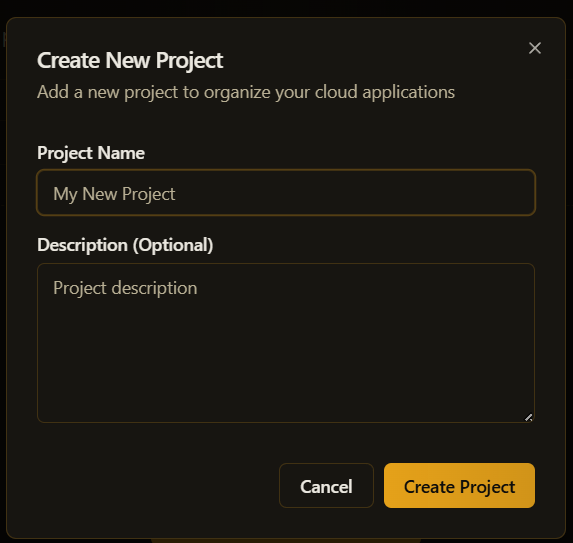 Create New Project
Add a new project to organize your cloud applications
Project Name
My New Project
Description (Optional)
Project description
Cancel
Create Project